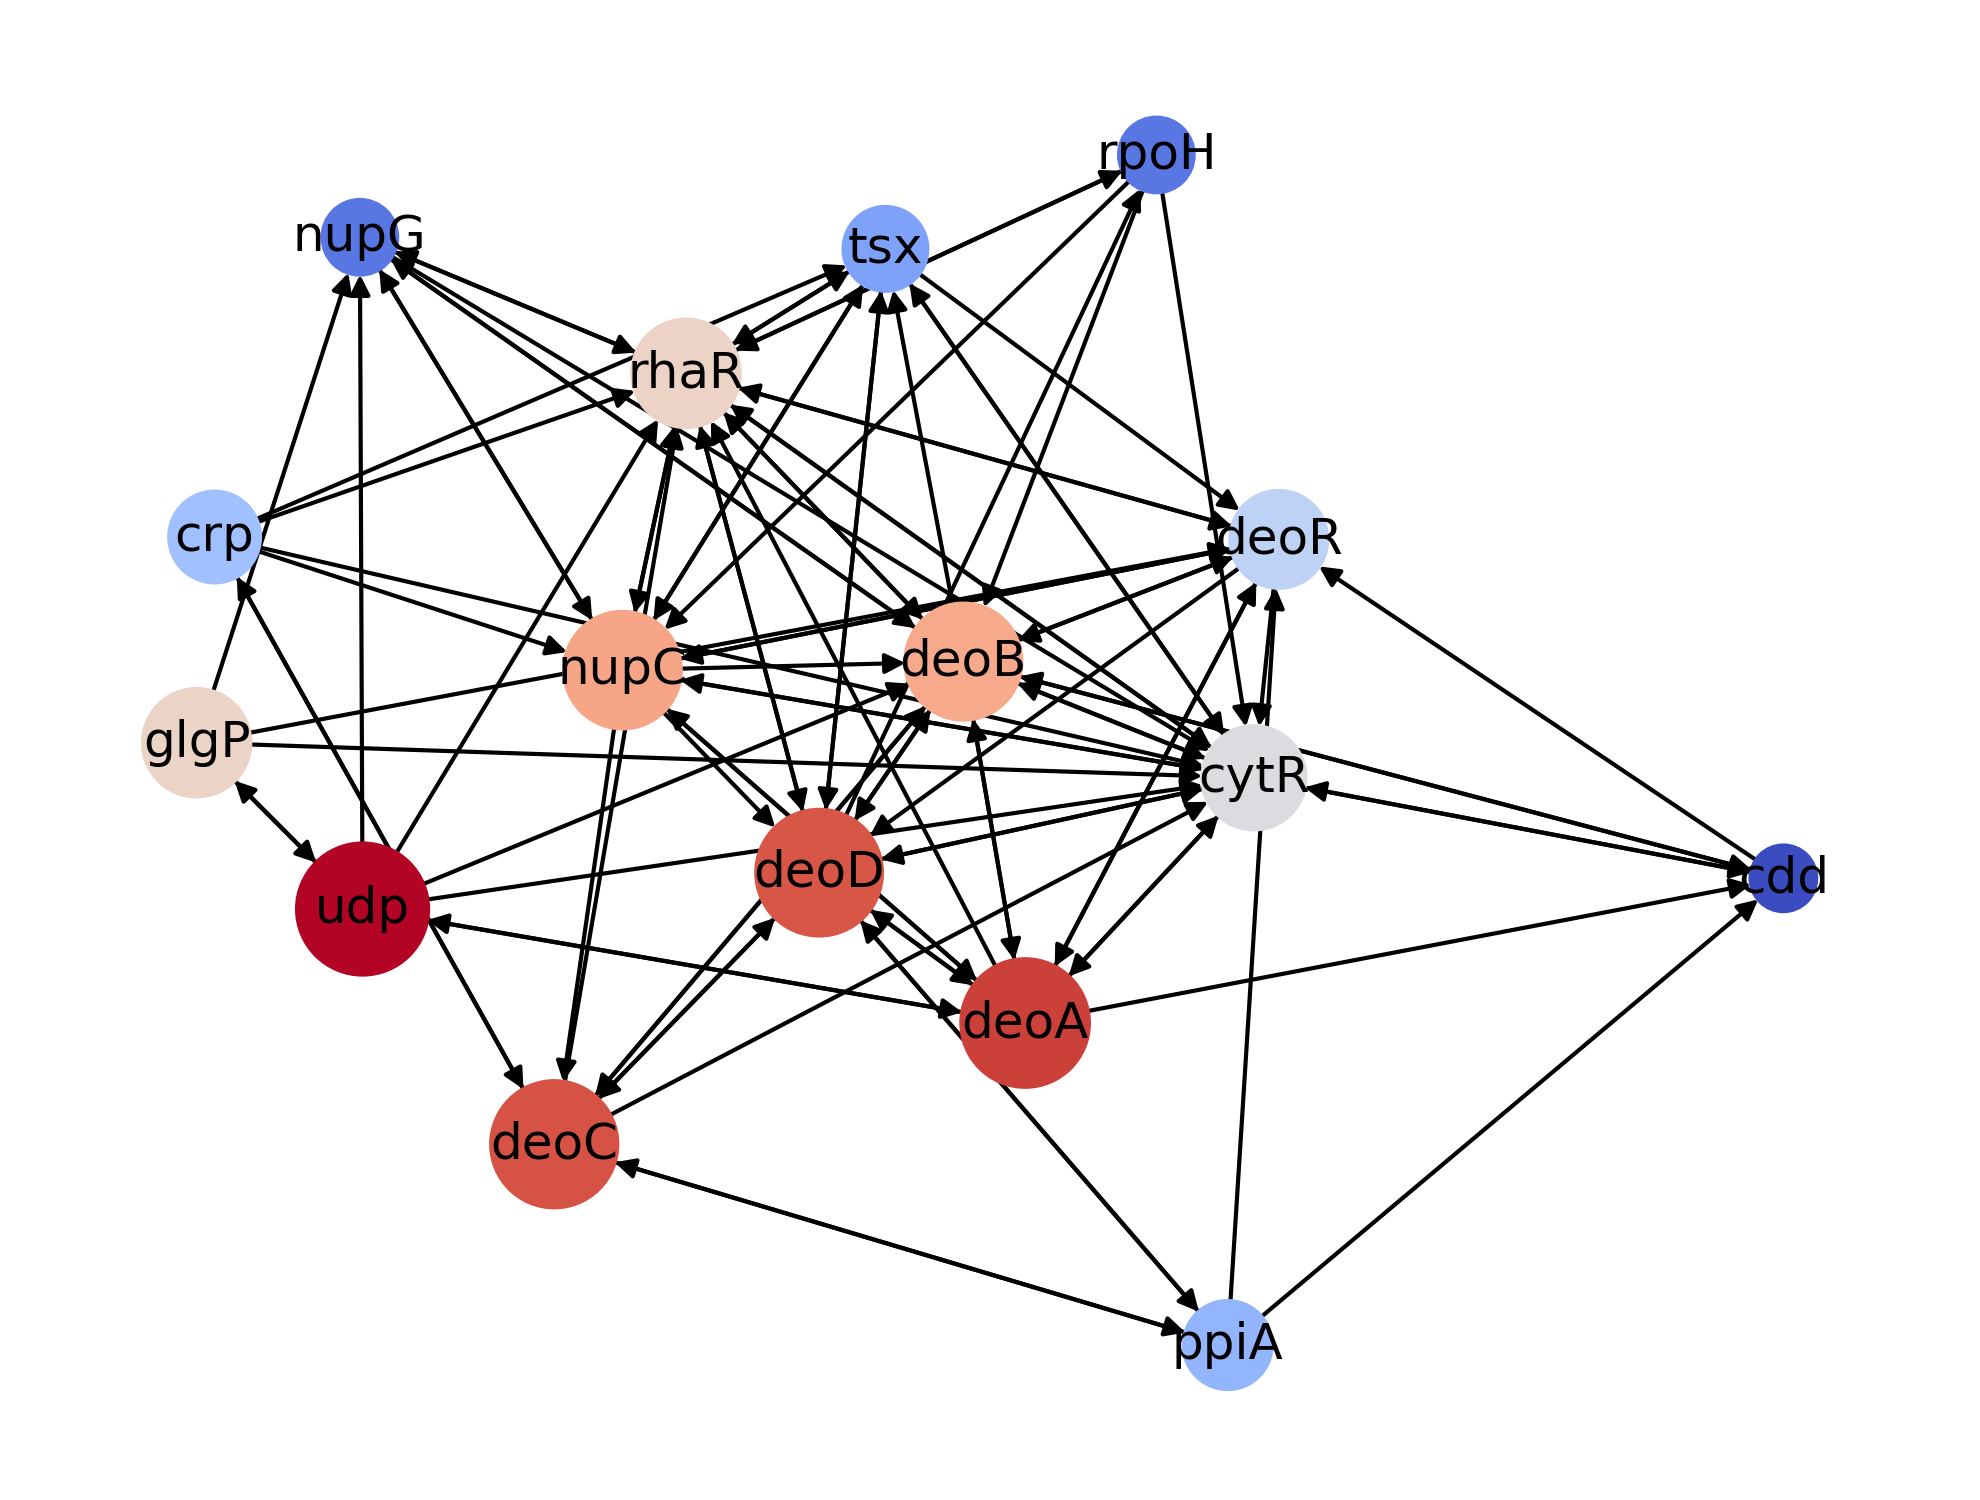 rpoH
nupG
tsx
rhaR
crp
deoR
nupC
deoB
glgP
cytR
deoD
cdd
udp
deoA
deoC
ppiA